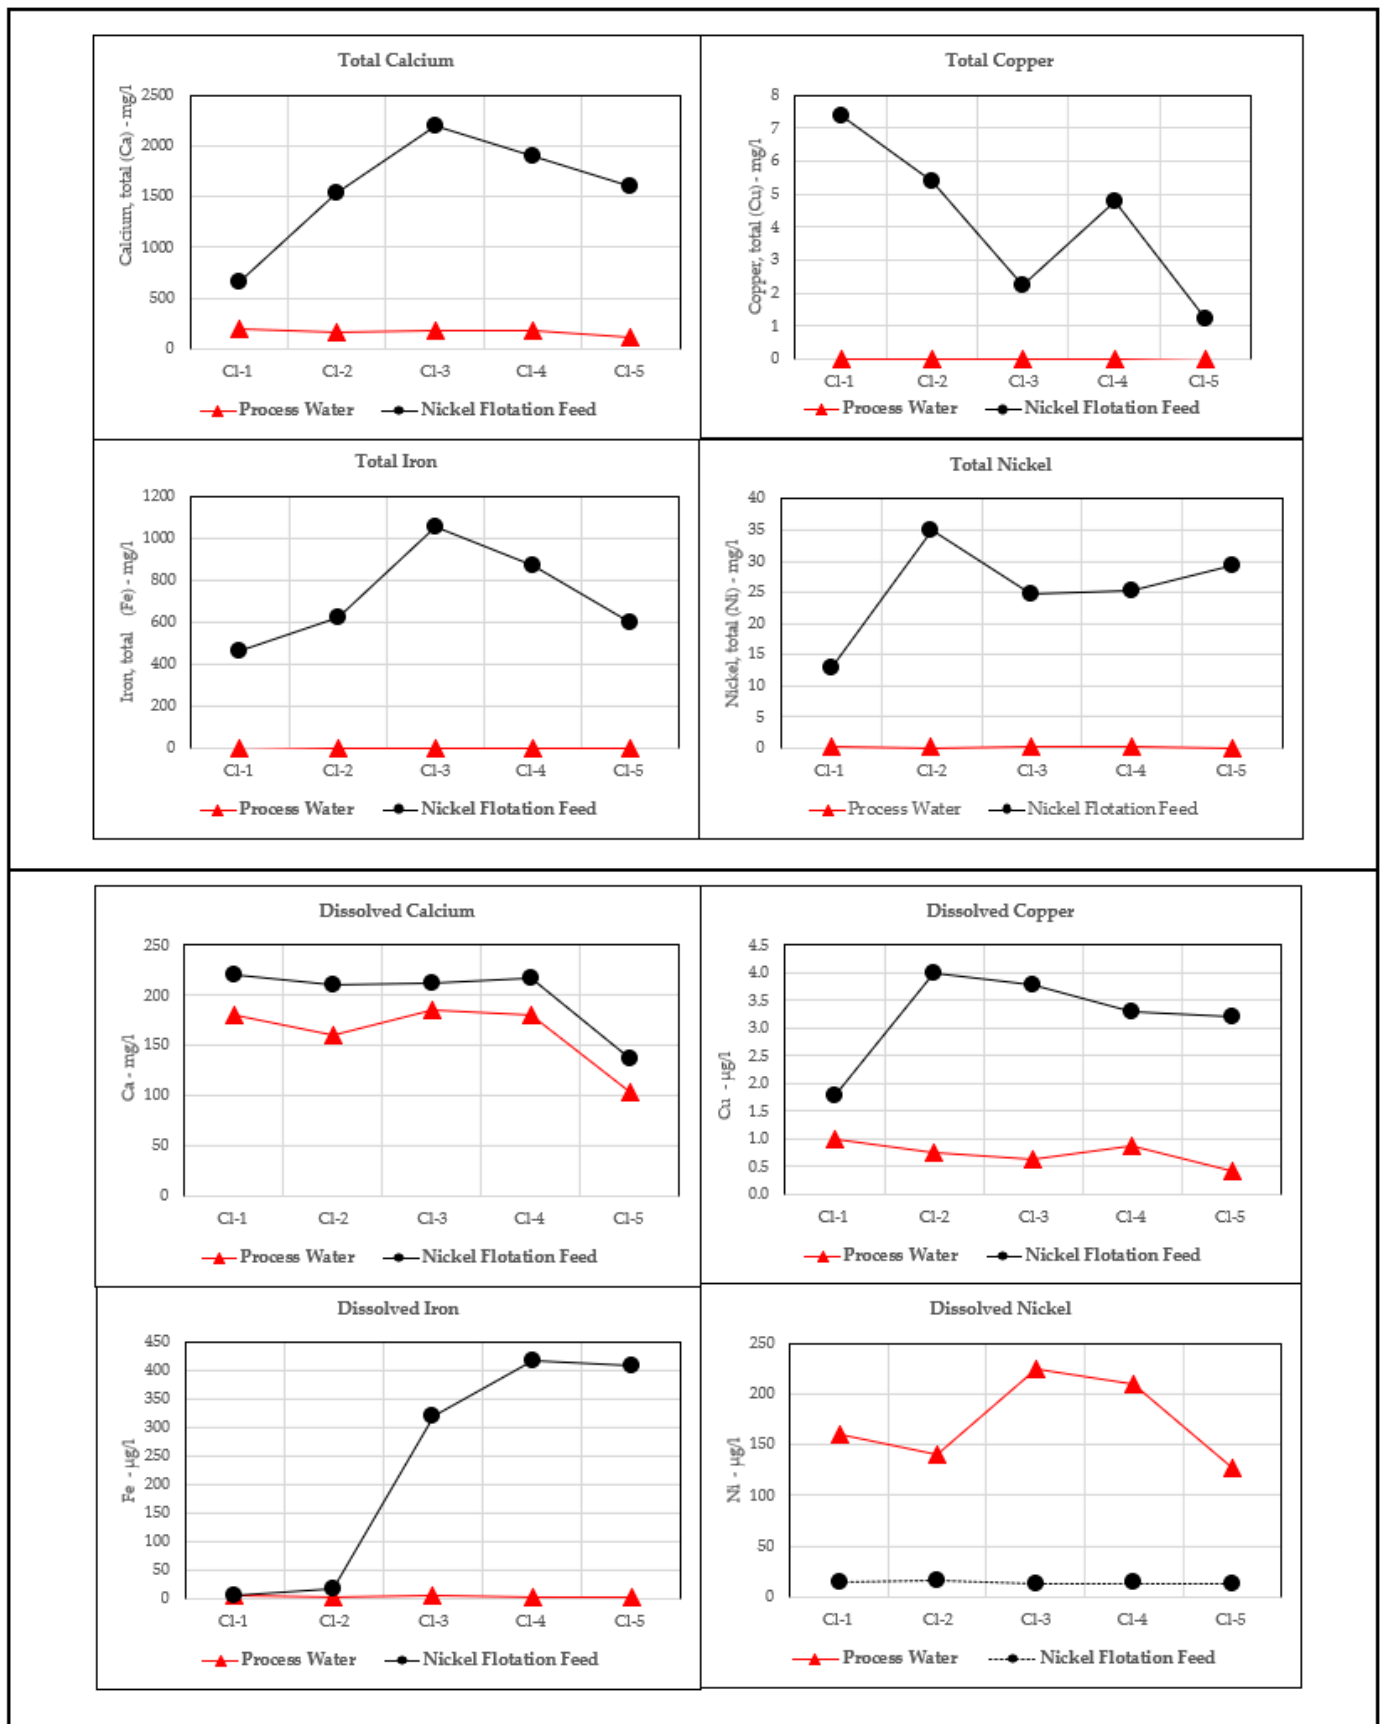 Total Calcium
Calcium, total (Ca) - mg/l
2500
2000
1500
1000
500
0
Cl-1 Cl-2 Cl-3 Cl-4 Cl-5
Process Water Nickel Flotation Feed
Total Copper
Copper, total (Cu) - mg/l
8
7
6
5
4
3
2
1
0
Cl-1 Cl-2 Cl-3 Cl-4 Cl-5
Process Water Nickel Flotation Feed
Total Iron
Iron, total (Fe) - mg/l
1200
1000
800
600
400
200
0
Cl-1 Cl-2 Cl-3 Cl-4 Cl-5
Process Water Nickel Flotation Feed
Total Nickel
Nickel, total (Ni) - mg/l
40
35
30
25
20
15
10
5
0
Cl-1 Cl-2 Cl-3 Cl-4 Cl-5
Process Water Nickel Flotation Feed
Dissolved Calcium
Ca - mg/l
250
200
150
100
50
0
Cl-1 Cl-2 Cl-3 Cl-4 Cl-5
Process Water Nickel Flotation Feed
Dissolved Copper
Cu - µg/l
4.5
4.0
3.5
3.0
2.5
2.0
1.5
1.0
0.5
0.0
Cl-1 Cl-2 Cl-3 Cl-4 Cl-5
Process Water Nickel Flotation Feed
Dissolved Iron
Fe - µg/l
450
400
350
300
250
200
150
100
50
0
Cl-1 Cl-2 Cl-3 Cl-4 Cl-5
Process Water Nickel Flotation Feed
Dissolved Nickel
Ni - µg/l
250
200
150
100
50
0
Cl-1 Cl-2 Cl-3 Cl-4 Cl-5
Process Water Nickel Flotation Feed